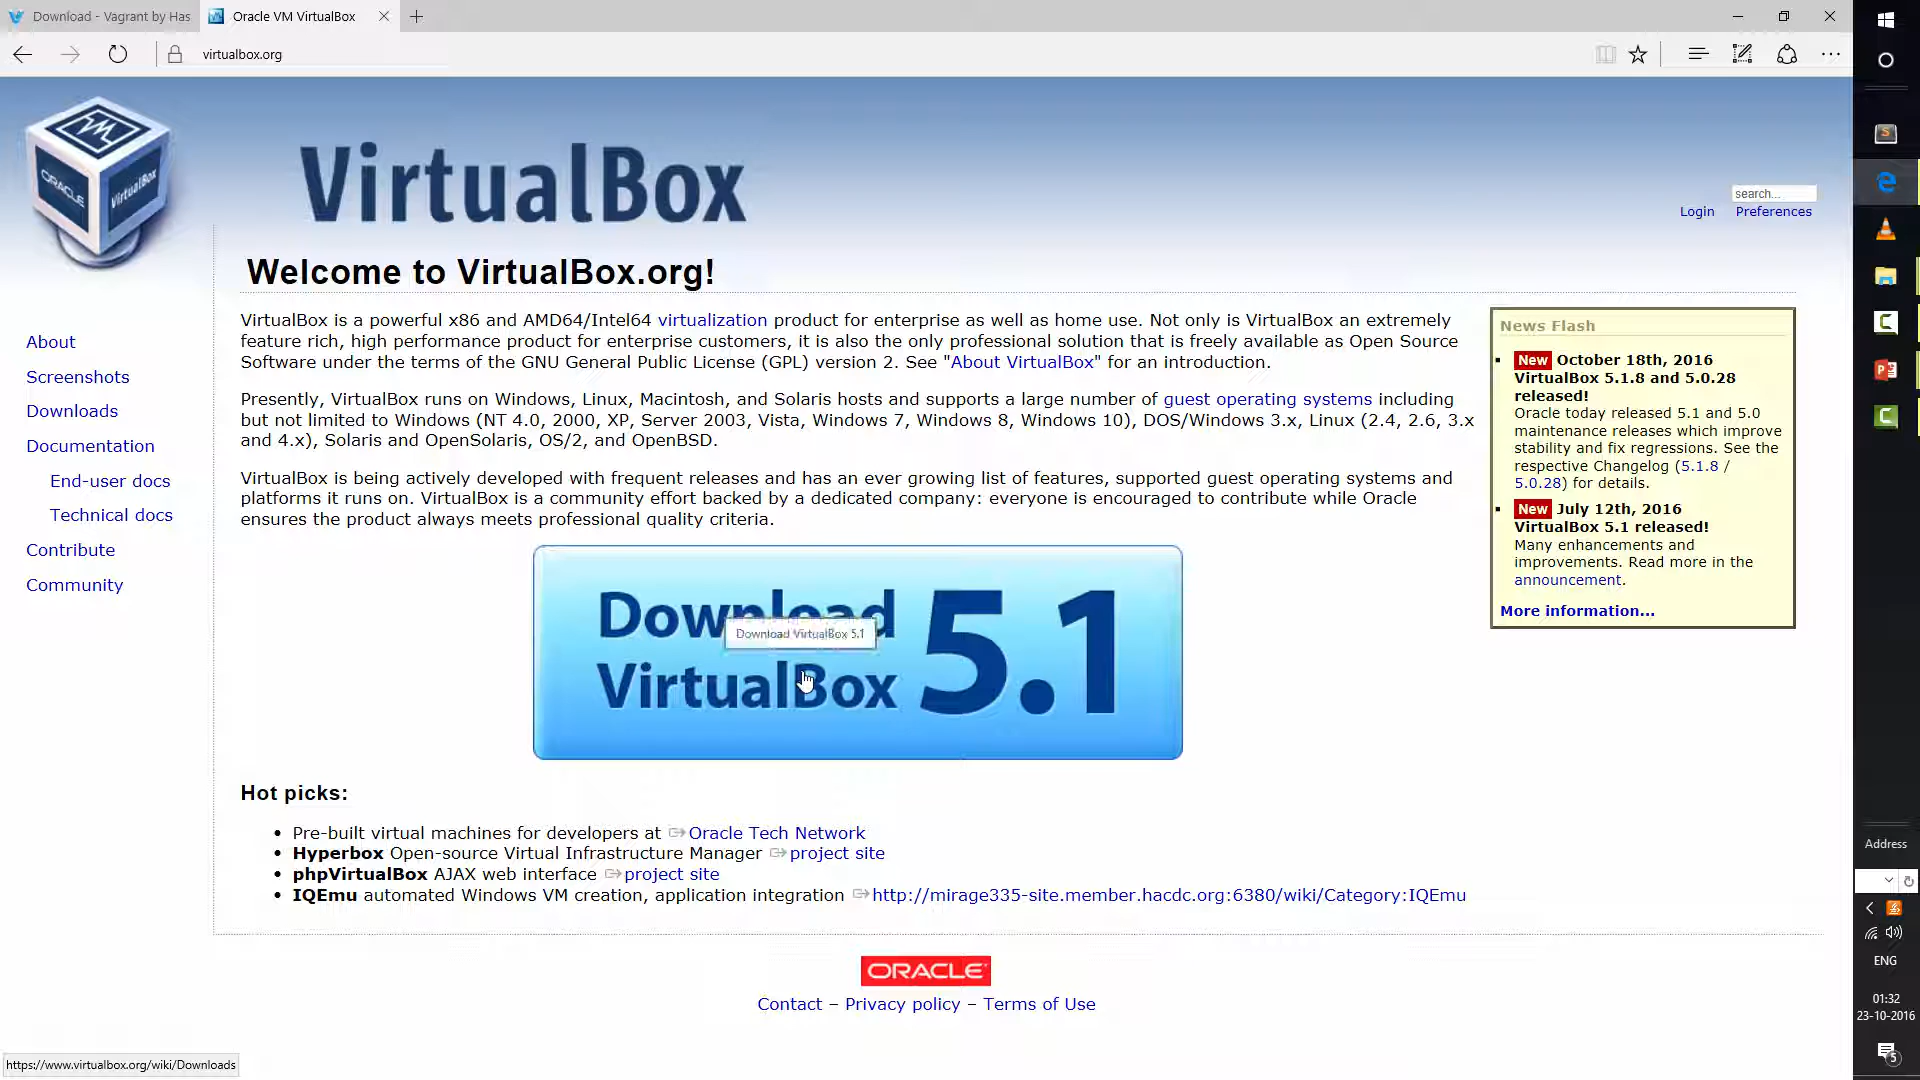 Download - Vagrant by Has
Oracle VM VirtualBox
virtualbox.org
ORACLE
VirtualBox
VirtualBox
search...
Login Preferences
Welcome to VirtualBox.org!
About
Screenshots
Downloads
Documentation
End-user docs
Technical docs
Contribute
Community
VirtualBox is a powerful x86 and AMD64/Intel64 virtualization product for enterprise as well as home use. Not only is VirtualBox an extremely
feature rich, high performance product for enterprise customers, it is also the only professional solution that is freely available as Open Source
Software under the terms of the GNU General Public License (GPL) version 2. See "About VirtualBox" for an introduction.
Presently, VirtualBox runs on Windows, Linux, Macintosh, and Solaris hosts and supports a large number of guest operating systems including
but not limited to Windows (NT 4.0, 2000, XP, Server 2003, Vista, Windows 7, Windows 8, Windows 10), DOS/Windows 3.x, Linux (2.4, 2.6, 3.x
and 4.x), Solaris and OpenSolaris, OS/2, and OpenBSD.
VirtualBox is being actively developed with frequent releases and has an ever growing list of features, supported guest operating systems and
platforms it runs on. VirtualBox is a community effort backed by a dedicated company: everyone is encouraged to contribute while Oracle
ensures the product always meets professional quality criteria.
News Flash
New October 18th, 2016
VirtualBox 5.1.8 and 5.0.28
released!
Oracle today released 5.1 and 5.0
maintenance releases which improve
stability and fix regressions. See the
respective Changelog (5.1.8 /
5.0.28) for details.
New July 12th, 2016
VirtualBox 5.1 released!
Many enhancements and
improvements. Read more in the
announcement.
More information...
Download
VirtualBox 5.1
Download VirtualBox 5.1
Hot picks:
• Pre-built virtual machines for developers at Oracle Tech Network
• Hyperbox Open-source Virtual Infrastructure Manager project site
• phpVirtualBox AJAX web interface project site
• IQEmu automated Windows VM creation, application integration http://mirage335-site.member.hacdc.org:6380/wiki/Category:IQEmu
ORACLE
Contact – Privacy policy – Terms of Use
https://www.virtualbox.org/wiki/Downloads
Address
ENG
01:32
23-10-2016
5